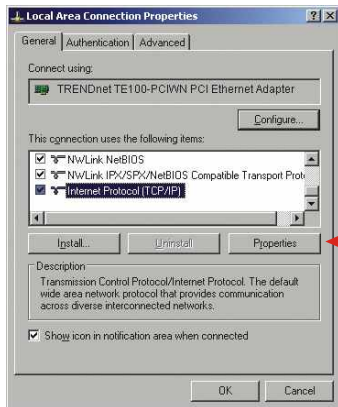 Local Area Connection Properties
General Authentication Advanced
Connect using:
TRENDnet TE100-PCIWN PCI Ethernet Adapter
Configure...
This connection uses the following items:
NWLink NetBIOS
NWLink IPX/SPX/NetBIOS Compatible Transport Proto
Internet Protocol (TCP/IP)
Install... Uninstall Properties
Description
Transmission Control Protocol/Internet Protocol. The default
wide area network protocol that provides communication
across diverse interconnected networks.
Show icon in notification area when connected
OK Cancel